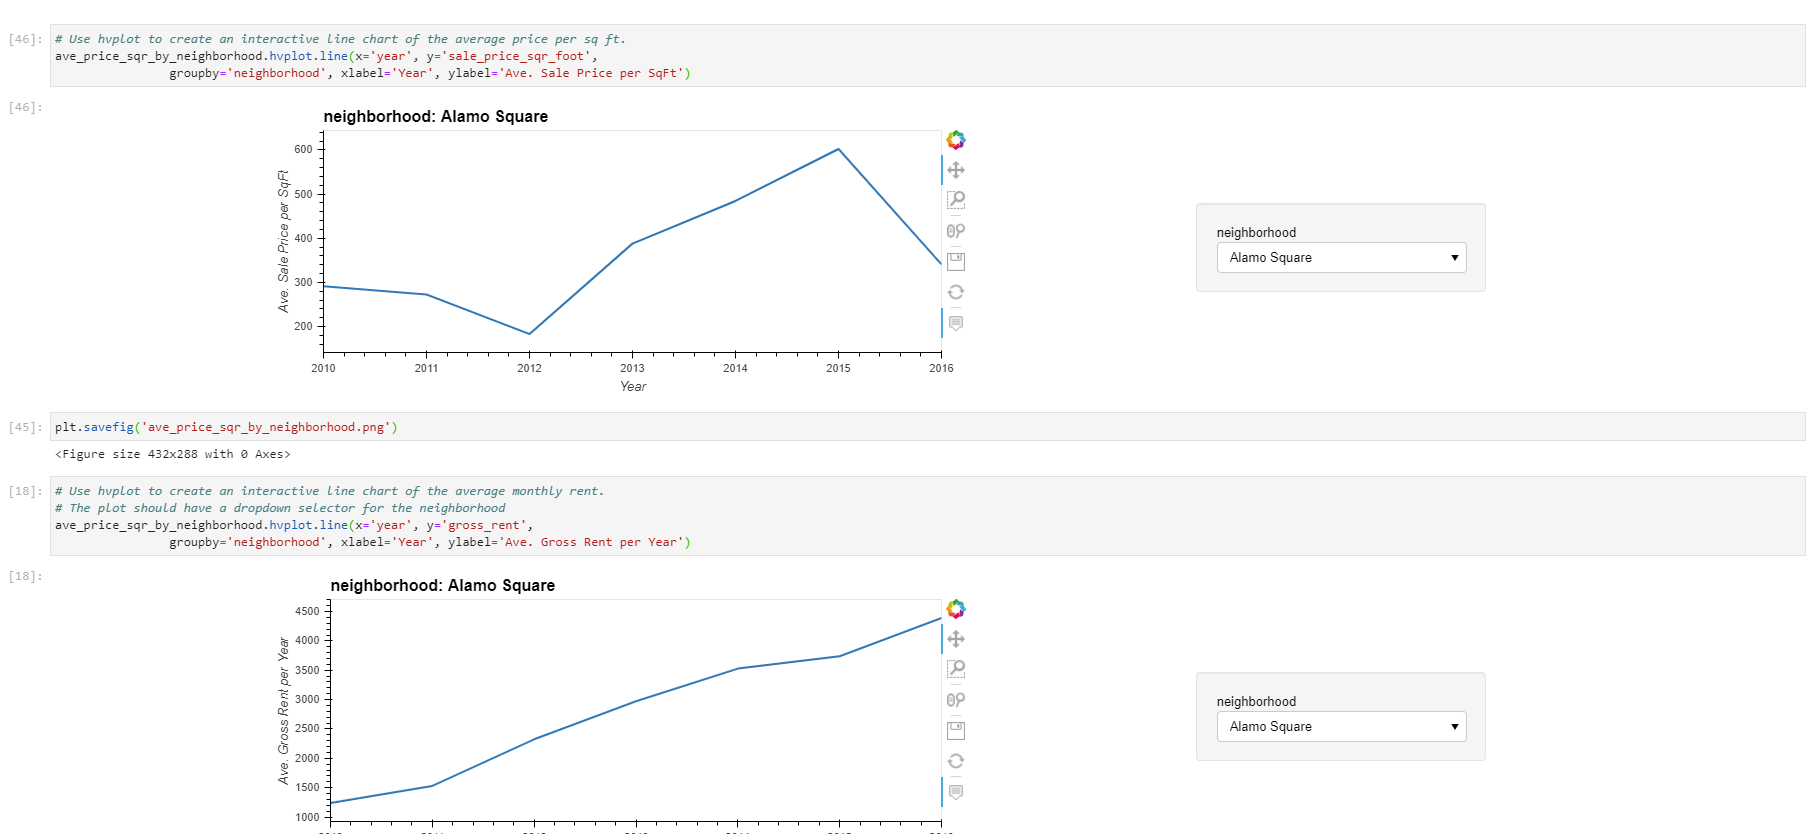 [46]: # Use hvplot to create an interactive line chart of the average price per sq ft.
ave_price_sqr_by_neighborhood.hvplot.line(x='year', y='sale_price_sqr_foot',
groupby='neighborhood', xlabel='Year', ylabel='Ave. Sale Price per SqFt')
[46]:
neighborhood: Alamo Square
Ave. Sale Price per SqFt
600
500
400
300
200
2010 2011 2012 2013 2014 2015 2016
Year
neighborhood
Alamo Square
[45]: plt.savefig('ave_price_sqr_by_neighborhood.png')
<Figure size 432x288 with 0 Axes>
[18]: # Use hvplot to create an interactive line chart of the average monthly rent.
# The plot should have a dropdown selector for the neighborhood
ave_price_sqr_by_neighborhood.hvplot.line(x='year', y='gross_rent',
groupby='neighborhood', xlabel='Year', ylabel='Ave. Gross Rent per Year')
[18]:
neighborhood: Alamo Square
Ave. Gross Rent per Year
4500
4000
3500
3000
2500
2000
1500
1000
neighborhood
Alamo Square